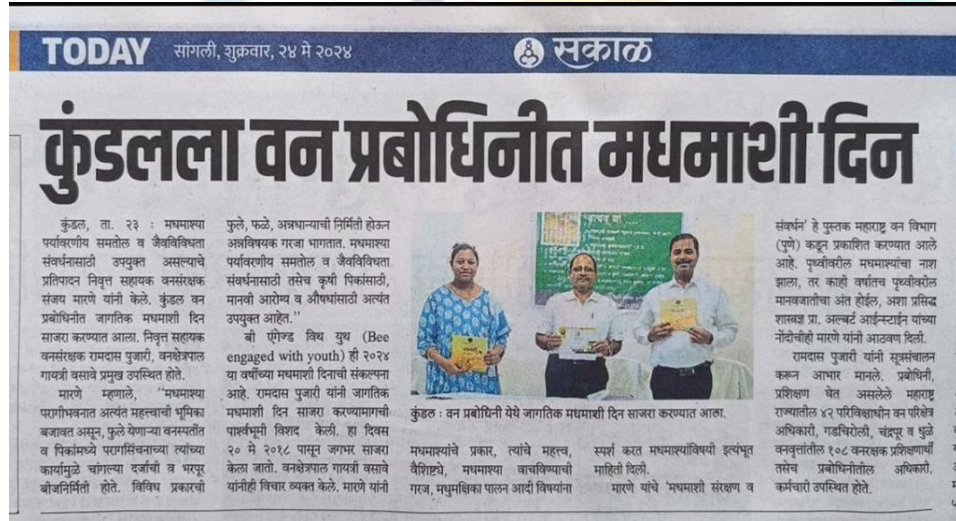 TODAY सांगली, शुक्रवार, २४ मे २०२४
सकाळ
कुंडलला वन प्रबोधिनीत मधमाशी दिन
कुंडल, ता. २३ : मधमाश्या
पर्यावरणीय समतोल व जैवविविधता
संवर्धनासाठी उपयुक्त असल्याचे
प्रतिपादन निवृत्त सहायक वनसंरक्षक
संजय मारणे यांनी केले. कुंडल वन
प्रबोधिनीत जागतिक मधमाशी दिन
साजरा करण्यात आला. निवृत्त सहायक
वनसंरक्षक रामदास पुजारी, वनक्षेत्रपाल
गायत्री वसावे प्रमुख उपस्थित होते.
मारणे म्हणाले, ‘‘मधमाश्या
परागीभवनात अत्यंत महत्त्वाची भूमिका
बजावत असून, फुले येणाऱ्या वनस्पतींत
व पिकांमध्ये परागसिंचनाच्या त्यांच्या
कार्यामुळे चांगल्या दर्जाची व भरपूर
बीजनिर्मिती होते. विविध प्रकारची
फुले, फळे, अन्नधान्याची निर्मिती होऊन
अन्नविषयक गरजा भागतात. मधमाश्या
पर्यावरणीय समतोल व जैवविविधता
संवर्धनासाठी तसेच कृषी पिकांसाठी,
मानवी आरोग्य व औषधांसाठी अत्यंत
उपयुक्त आहेत.’’
बी एंगेज्ड विथ युथ (Bee
engaged with youth) ही २०२४
या वर्षीच्या मधमाशी दिनाची संकल्पना
आहे. रामदास पुजारी यांनी जागतिक
मधमाशी दिन साजरा करण्यामागची
पार्श्वभूमी विशद केली. हा दिवस
२० मे २०१८ पासून जगभर साजरा
केला जातो. वनक्षेत्रपाल गायत्री वसावे
यांनीही विचार व्यक्त केले. मारणे यांनी
कुंडल : वन प्रबोधिनी येथे जागतिक मधमाशी दिन साजरा करण्यात आला.
मधमाश्यांचे प्रकार, त्यांचे महत्त्व,
वैशिष्ट्ये, मधमाश्या वाचविण्याची
गरज, मधुमक्षिका पालन आदी विषयांना
स्पर्श करत मधमाश्यांविषयी इत्यंभूत
माहिती दिली.
मारणे यांचे ‘मधमाशी संरक्षण व
संवर्धन’ हे पुस्तक महाराष्ट्र वन विभाग
(पुणे) कडून प्रकाशित करण्यात आले
आहे. पृथ्वीवरील मधमाश्यांचा नाश
झाला, तर काही वर्षातच पृथ्वीवरील
मानवजातीचा अंत होईल, अशा प्रसिद्ध
शास्त्रज्ञ प्रा. अल्बर्ट आईन्स्टाईन यांच्या
नोंदीचीही मारणे यांनी आठवण दिली.
रामदास पुजारी यांनी सूत्रसंचालन
करून आभार मानले. प्रबोधिनी,
प्रशिक्षण घेत असलेले महाराष्ट्र
राज्यातील ४२ परिविक्षाधीन वन परिक्षेत्र
अधिकारी, गडचिरोली, चंद्रपूर व धुळे
वनवृत्तांतील १०८ वनरक्षक प्रशिक्षणार्थी
तसेच प्रबोधिनीतील अधिकारी,
कर्मचारी उपस्थित होते.